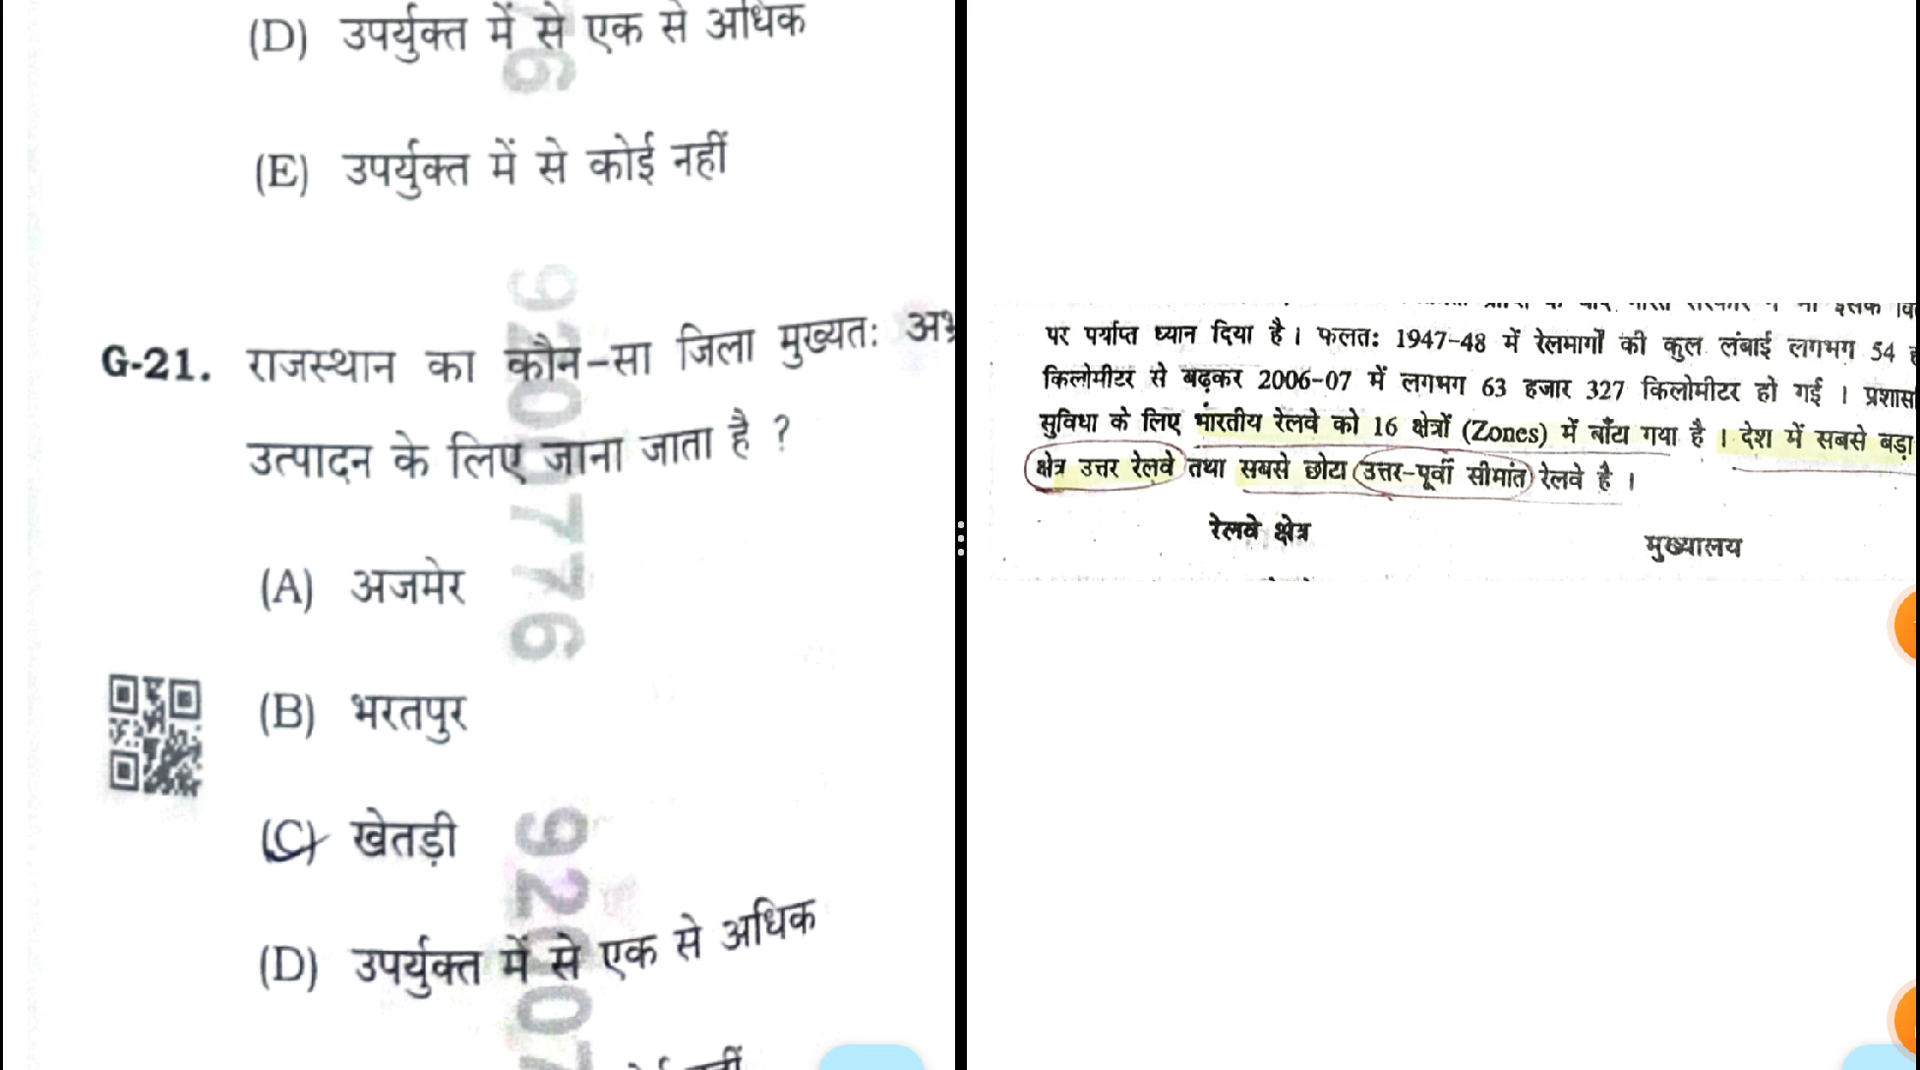 (D) उपर्युक्त में से एक से अधिक
(E) उपर्युक्त में से कोई नहीं
G-21. राजस्थान का कौन-सा जिला मुख्यतः
उत्पादन के लिए जाना जाता है ?
(A) अजमेर
(B) भरतपुर
(C) खेतड़ी
(D) उपर्युक्त में से एक से अधिक
9200776
पर पर्याप्त ध्यान दिया है। फलतः 1947-48 में रेलमार्गों की कुल लंबाई लगभग 54
किलोमीटर से बढ़कर 2006-07 में लगभग 63 हजार 327 किलोमीटर हो गई ।
सुविधा के लिए भारतीय रेलवे को 16 क्षेत्रों (Zones) में बाँटा गया है । देश में सबसे बड़ा
क्षेत्र उत्तर रेलवे तथा सबसे छोटा उत्तर-पूर्वी सीमांत रेलवे है ।
रेलवे क्षेत्र
मुख्यालय